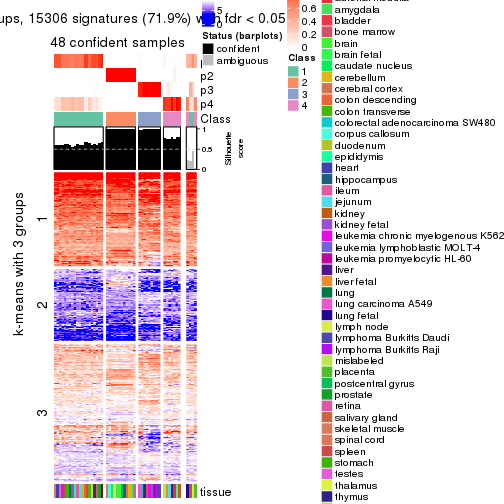 ups, 15306 signatures (71.9%) with fdr < 0.05
48 confident samples
p2
p3
p4
Class
1
0.5
0
Silhouette
score
k-means with 3 groups
1
2
3
tissue
5
0
Status (barplots)
confident
ambiguous
0.6
0.4
0.2
0
Class
1
2
3
4
amygdala
bladder
bone marrow
brain
brain fetal
caudate nucleus
cerebellum
cerebral cortex
colon descending
colon transverse
colorectal adenocarcinoma SW480
corpus callosum
duodenum
epididymis
heart
hippocampus
ileum
jejunum
kidney
kidney fetal
leukemia chronic myelogenous K562
leukemia lymphoblastic MOLT-4
leukemia promyelocytic HL-60
liver
liver fetal
lung
lung carcinoma A549
lung fetal
lymph node
lymphoma Burkitts Daudi
lymphoma Burkitts Raji
mislabeled
placenta
postcentral gyrus
prostate
retina
salivary gland
skeletal muscle
spinal cord
spleen
stomach
testes
thalamus
thymus